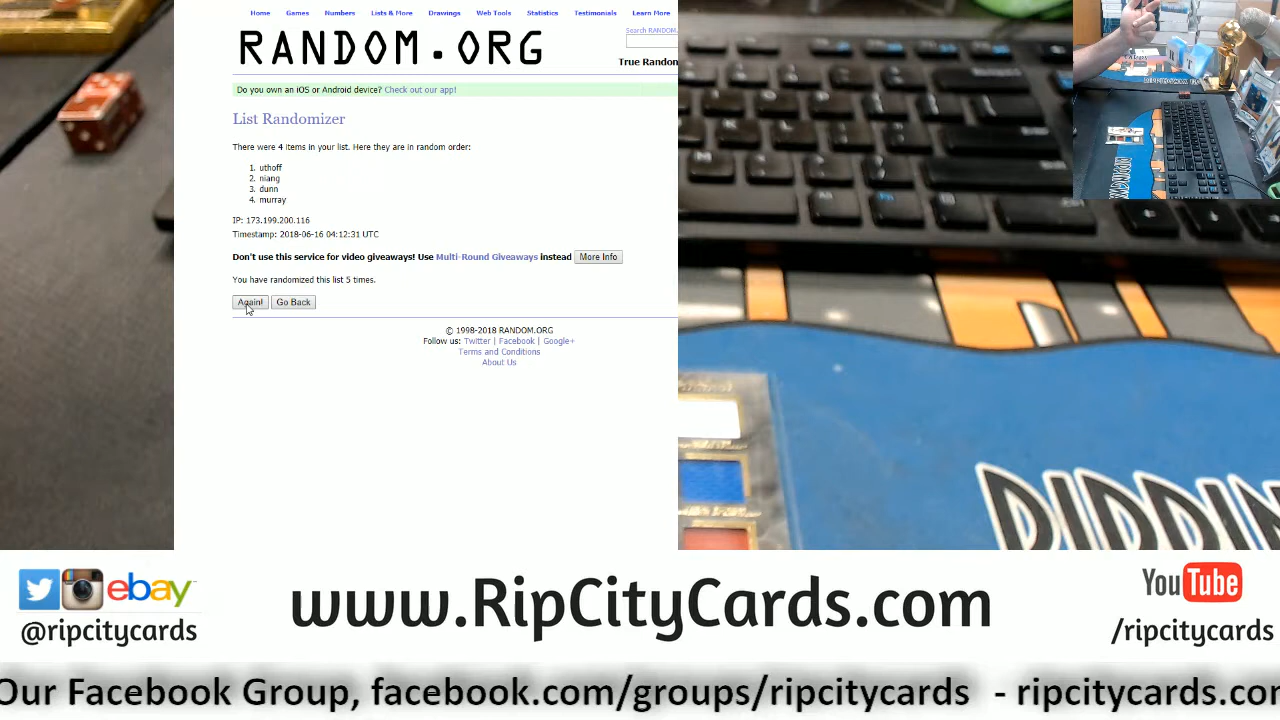 Home Games Numbers Lists & More Drawings Web Tools Statistics Testimonials Learn More
RANDOM.ORG
Search RANDOM.
True Random
Do you own an iOS or Android device? Check out our app!
List Randomizer
There were 4 items in your list. Here they are in random order:
1. uthoff
2. niang
3. dunn
4. murray
IP: 173.199.200.116
Timestamp: 2018-06-16 04:12:31 UTC
Don't use this service for video giveaways! Use Multi-Round Giveaways instead More Info
You have randomized this list 5 times.
Again! Go Back
© 1998-2018 RANDOM.ORG
Follow us: Twitter | Facebook | Google+
Terms and Conditions
About Us
RIPPIN
ebay
@ripcitycards
www.RipCityCards.com
YouTube
/ripcitycards
Our Facebook Group, facebook.com/groups/ripcitycards - ripcitycards.com